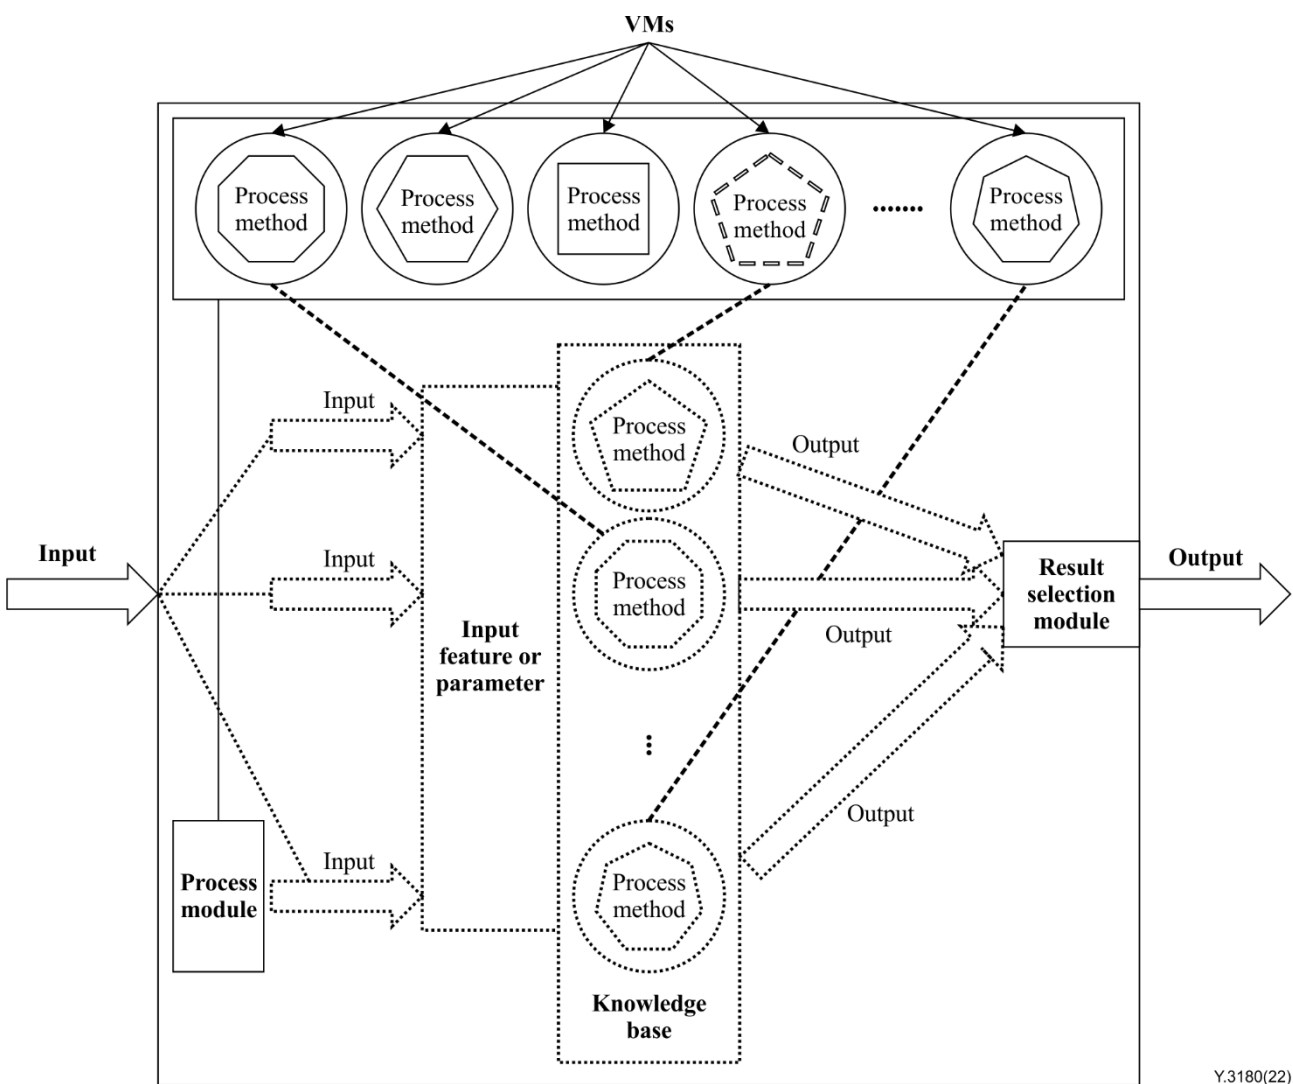 VMs
Process
method
Process
method
Process
method
Process
method
.......
Process
method
Input
Process
method
Output
Input
Input
Process
method
Input
feature or
parameter
Output
Result
selection
module
Output
...
Output
Input
Process
module
Process
method
Knowledge
base
Y.3180(22)